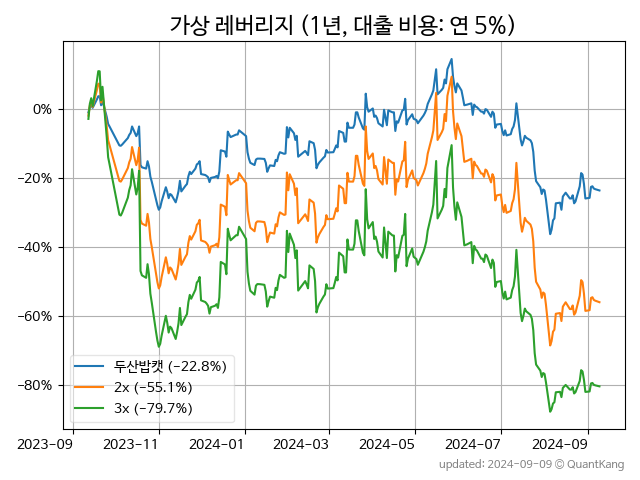 가상 레버리지 (1년, 대출 비용: 연 5%)
0%
−20%
−40%
−60%
−80%
두산밥캣 (−22.8%)
2x (−55.1%)
3x (−79.7%)
2023−09 2023−11 2024−01 2024−03 2024−05 2024−07 2024−09
updated: 2024−09−09 © QuantKang